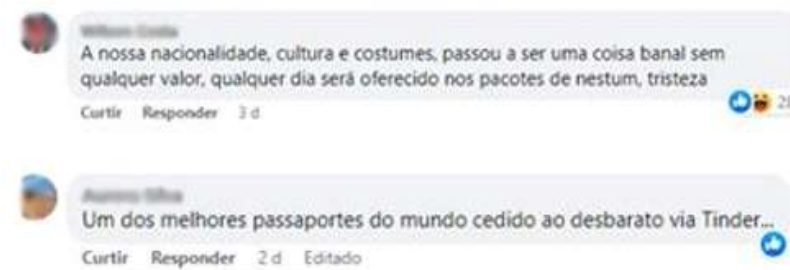 A nossa nacionalidade, cultura e costumes, passou a ser uma coisa banal sem
qualquer valor, qualquer dia será oferecido nos pacotes de nestum, tristeza
Curtir Responder 3 d
Um dos melhores passaportes do mundo cedido ao desbarato via Tinder...
Curtir Responder 2 d Editado